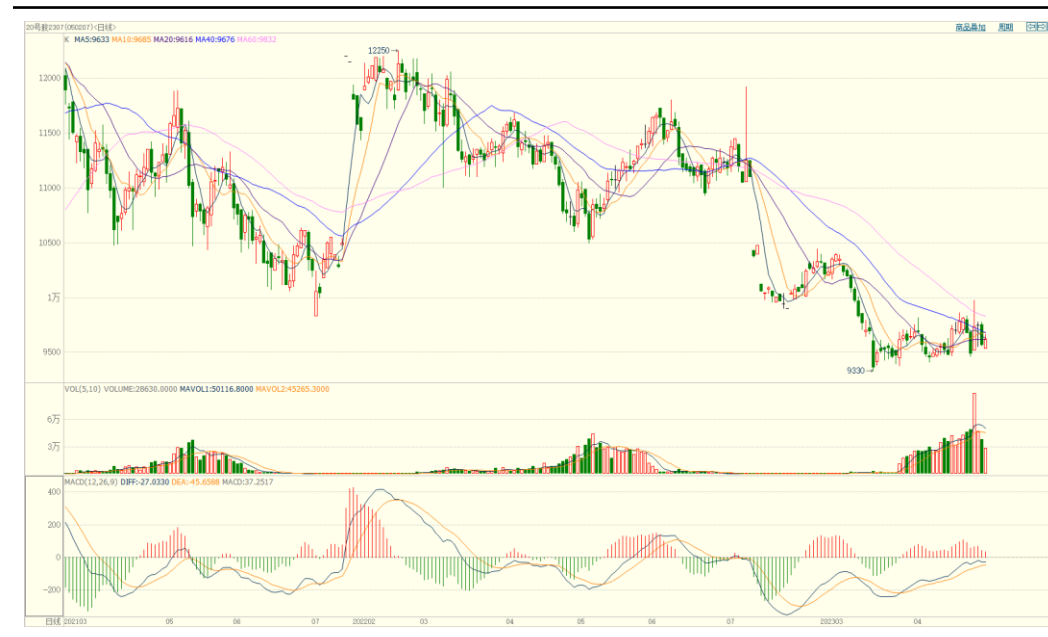 20号胶2307(050207)<日线>
商品叠加 周期
K MA5:9633 MA10:9665 MA20:9616 MA40:9676 MA60:9832
12250→
12000
11500
11000
10500
1万
9500
9330→
VOL(5,10) VOLUME:28630.0000 MAVOL1:50116.8000 MAVOL2:45265.3000
6万
3万
MACD(12,26,9) DIFF:-27.0330 DEA:-45.6588 MACD:37.2517
400
200
0
-200
日线 202103 05 06 07 202202 03 04 05 06 07 202303 04